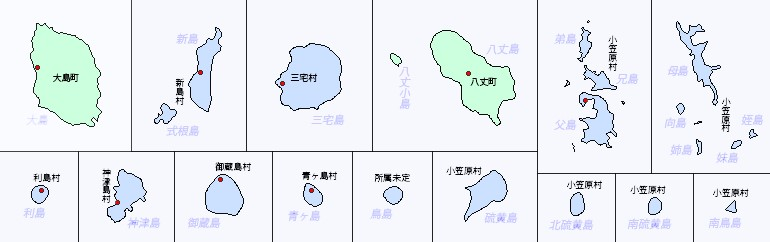 大島町
大島
新島
新島村
式根島
三宅村
三宅島
八丈小島
八丈島
八丈町
弟島
小笠原村
兄島
父島
母島
小笠原村
向島
姪島
姉島
妹島
利島村
利島
神津島村
神津島
御蔵島村
御蔵島
青ヶ島村
青ヶ島
所属未定
鳥島
小笠原村
硫黄島
小笠原村
北硫黄島
小笠原村
南硫黄島
小笠原村
南鳥島